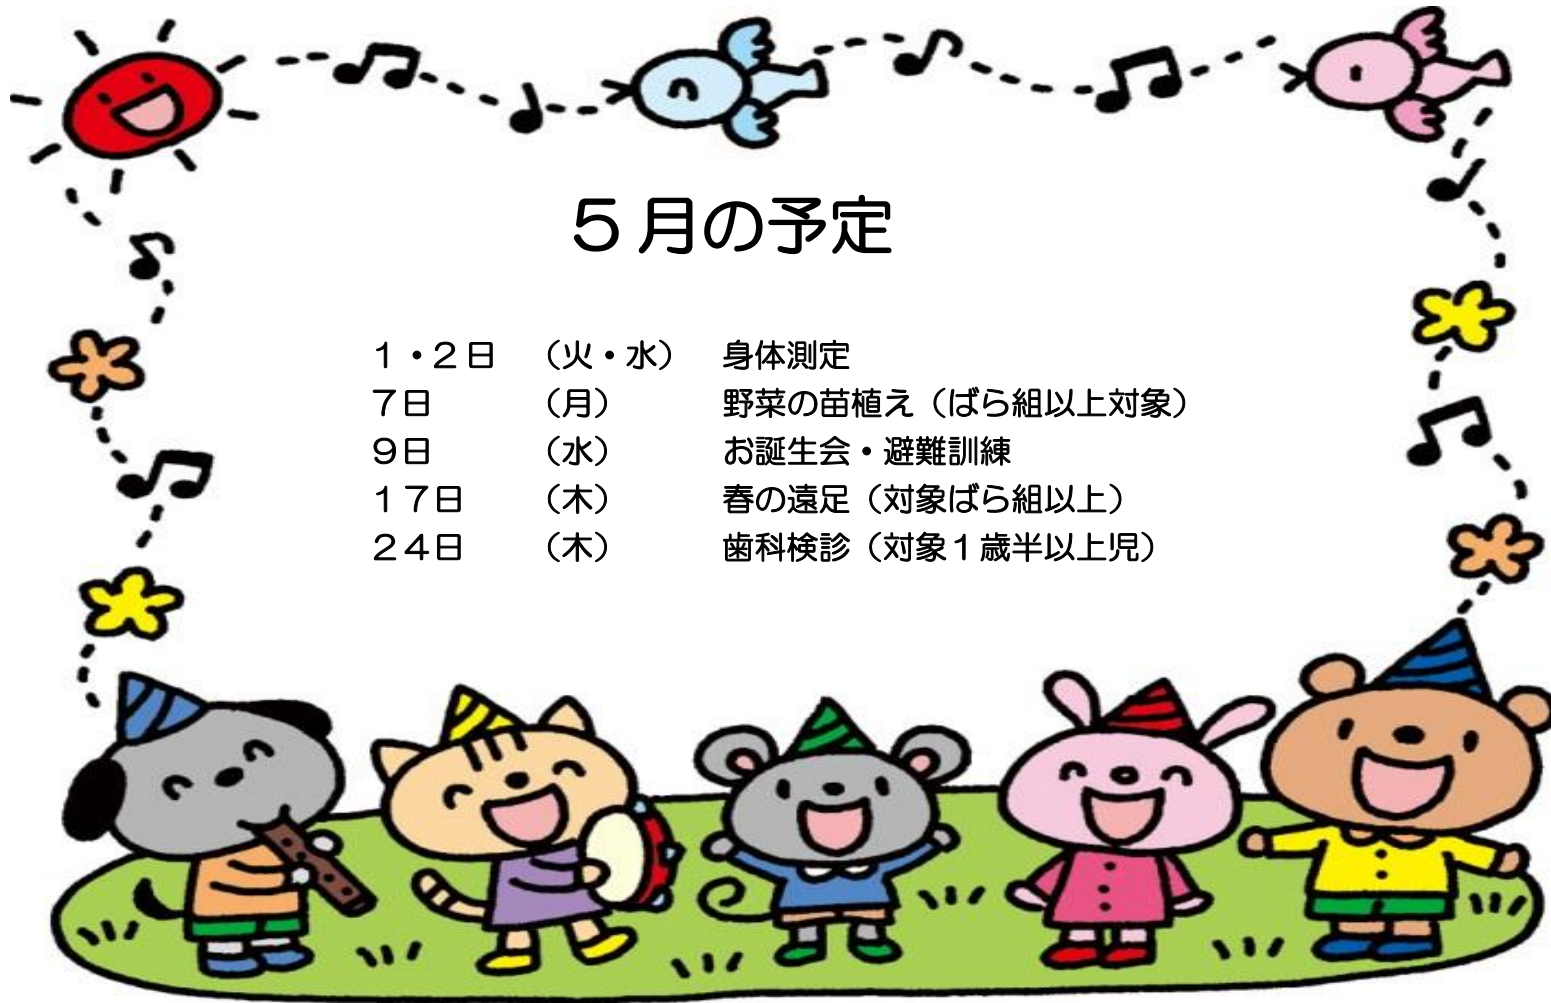 ５月の予定
１・２日　（火・水）　身体測定
７日　（月）　野菜の苗植え（ばら組以上対象）
９日　（水）　お誕生会・避難訓練
１７日　（木）　春の遠足（対象ばら組以上）
２４日　（木）　歯科検診（対象１歳半以上児）